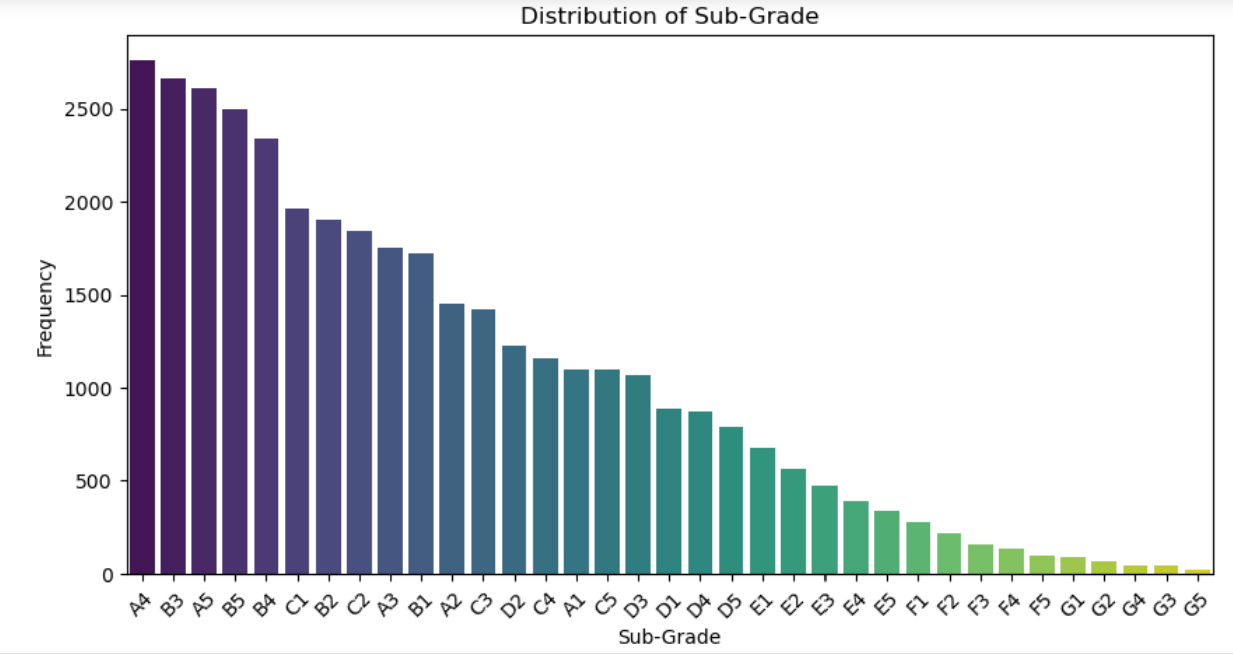 Distribution of Sub-Grade
2500
2000
1500
1000
500
0
Frequency
A4 B3 A5 B5 B4 C1 B2 C2 A3 B1 A2 C3 D2 C4 A1 C5 D3 D1 D4 D5 E1 E2 E3 E4 E5 F1 F2 F3 F4 F5 G1 G2 G4 G3 G5
Sub-Grade